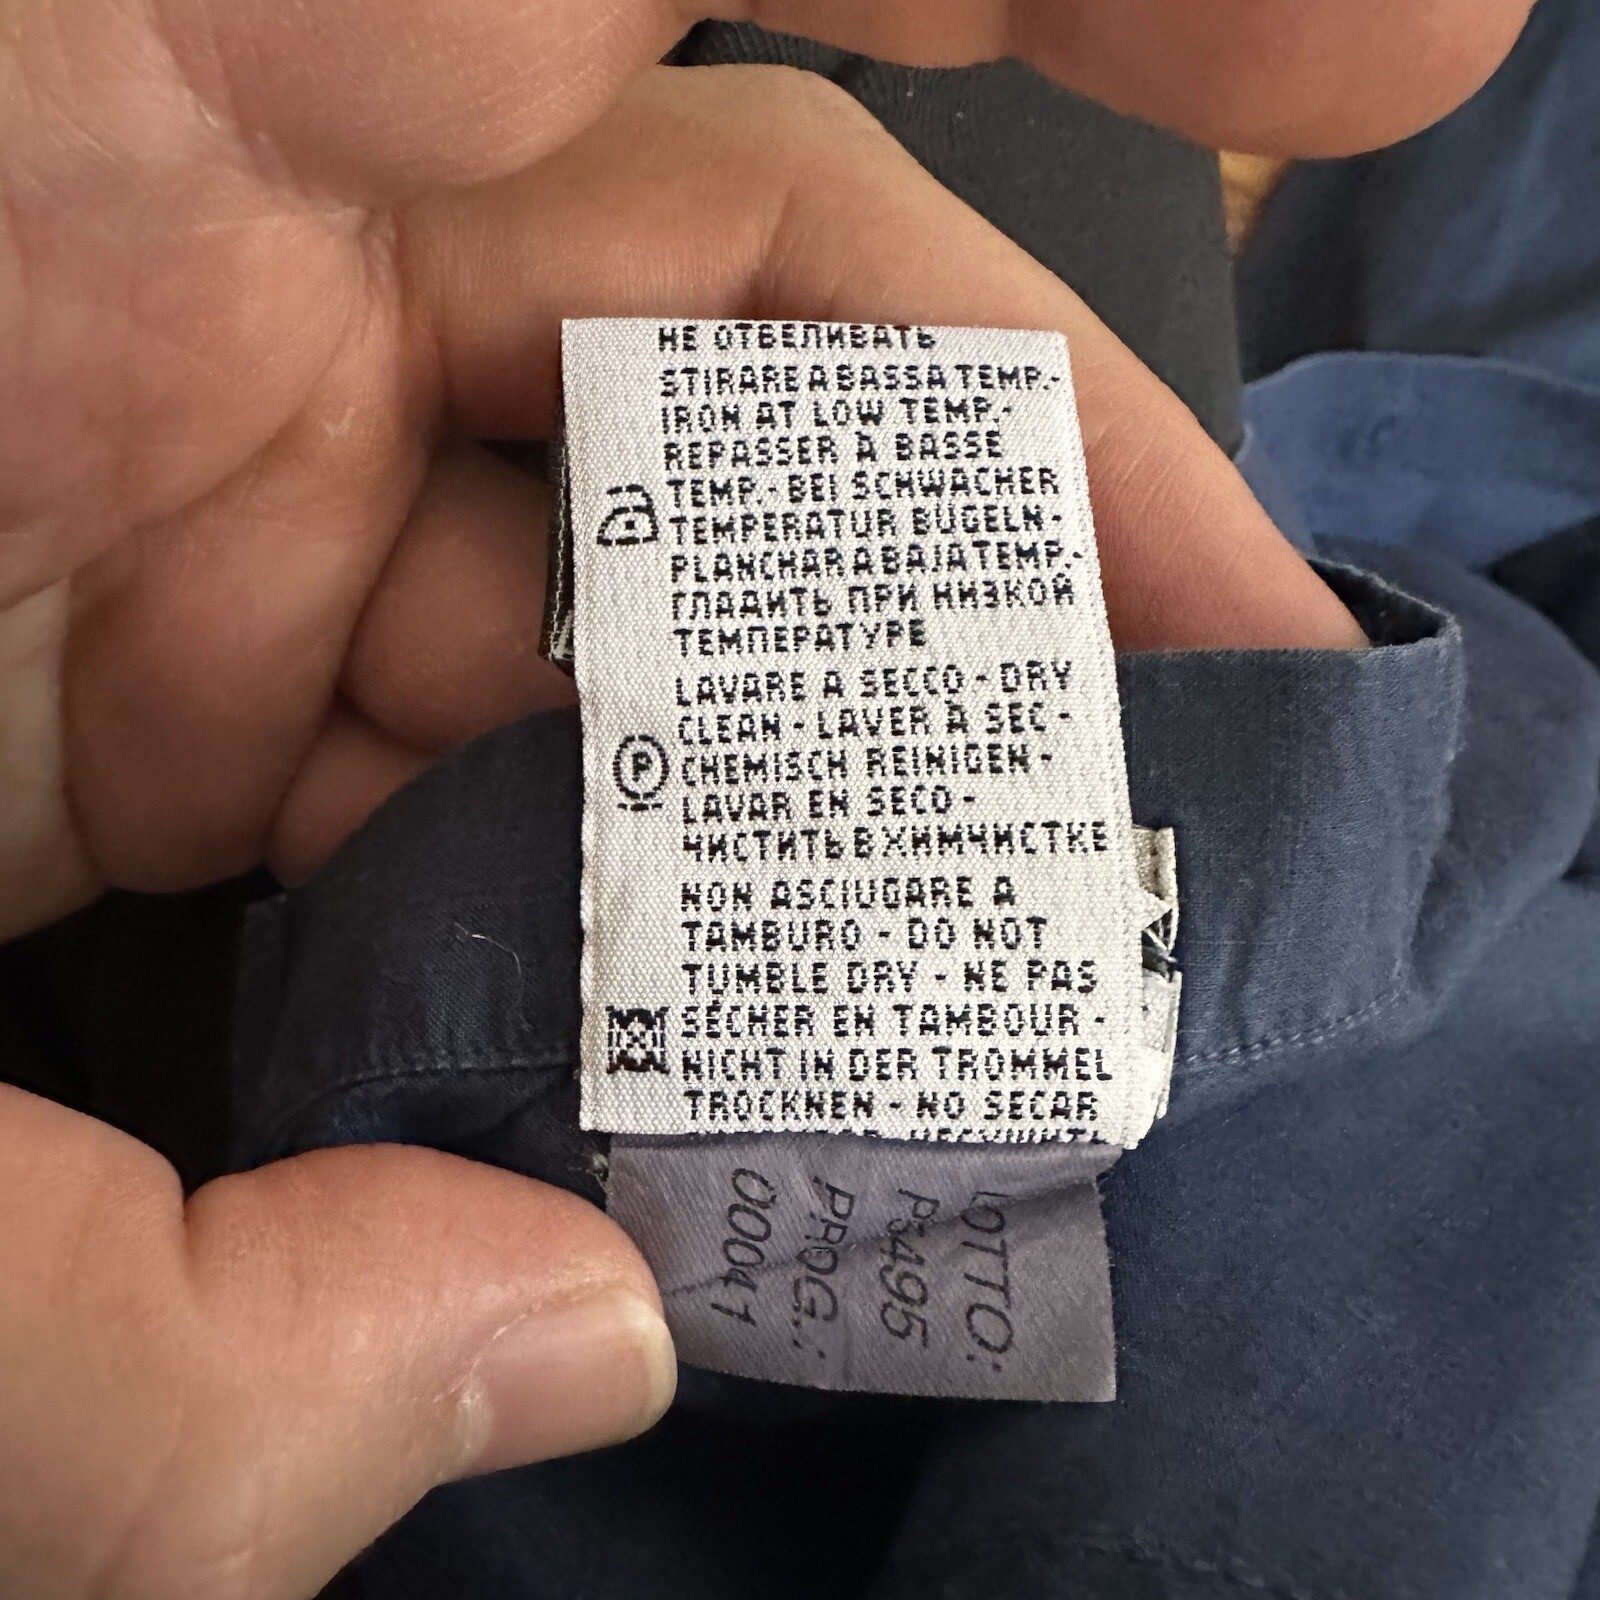 НЕ ОТБЕЛИВАТЬ
STIRARE A BASSA TEMP.-
IRON AT LOW TEMP.-
REPASSER À BASSE
TEMP.- BEI SCHWACHER
TEMPERATUR BÜGELN-
PLANCHAR A BAJA TEMP.-
ГЛАДИТЬ ПРИ НИЗКОЙ
ТЕМПЕРАТУРЕ
LAVARE A SECCO - DRY
CLEAN - LAVER À SEC -
P
CHEMISCH REINIGEN-
LAVAR EN SECO -
ЧИСТИТЬ В ХИМЧИСТКЕ
NON ASCIUGARE A
TAMBURO - DO NOT
TUMBLE DRY - NE PAS
SÉCHER EN TAMBOUR -
NICHT IN DER TROMMEL
TROCKNEN - NO SECAR
LOTTO:
P5495
PROG.:
00041